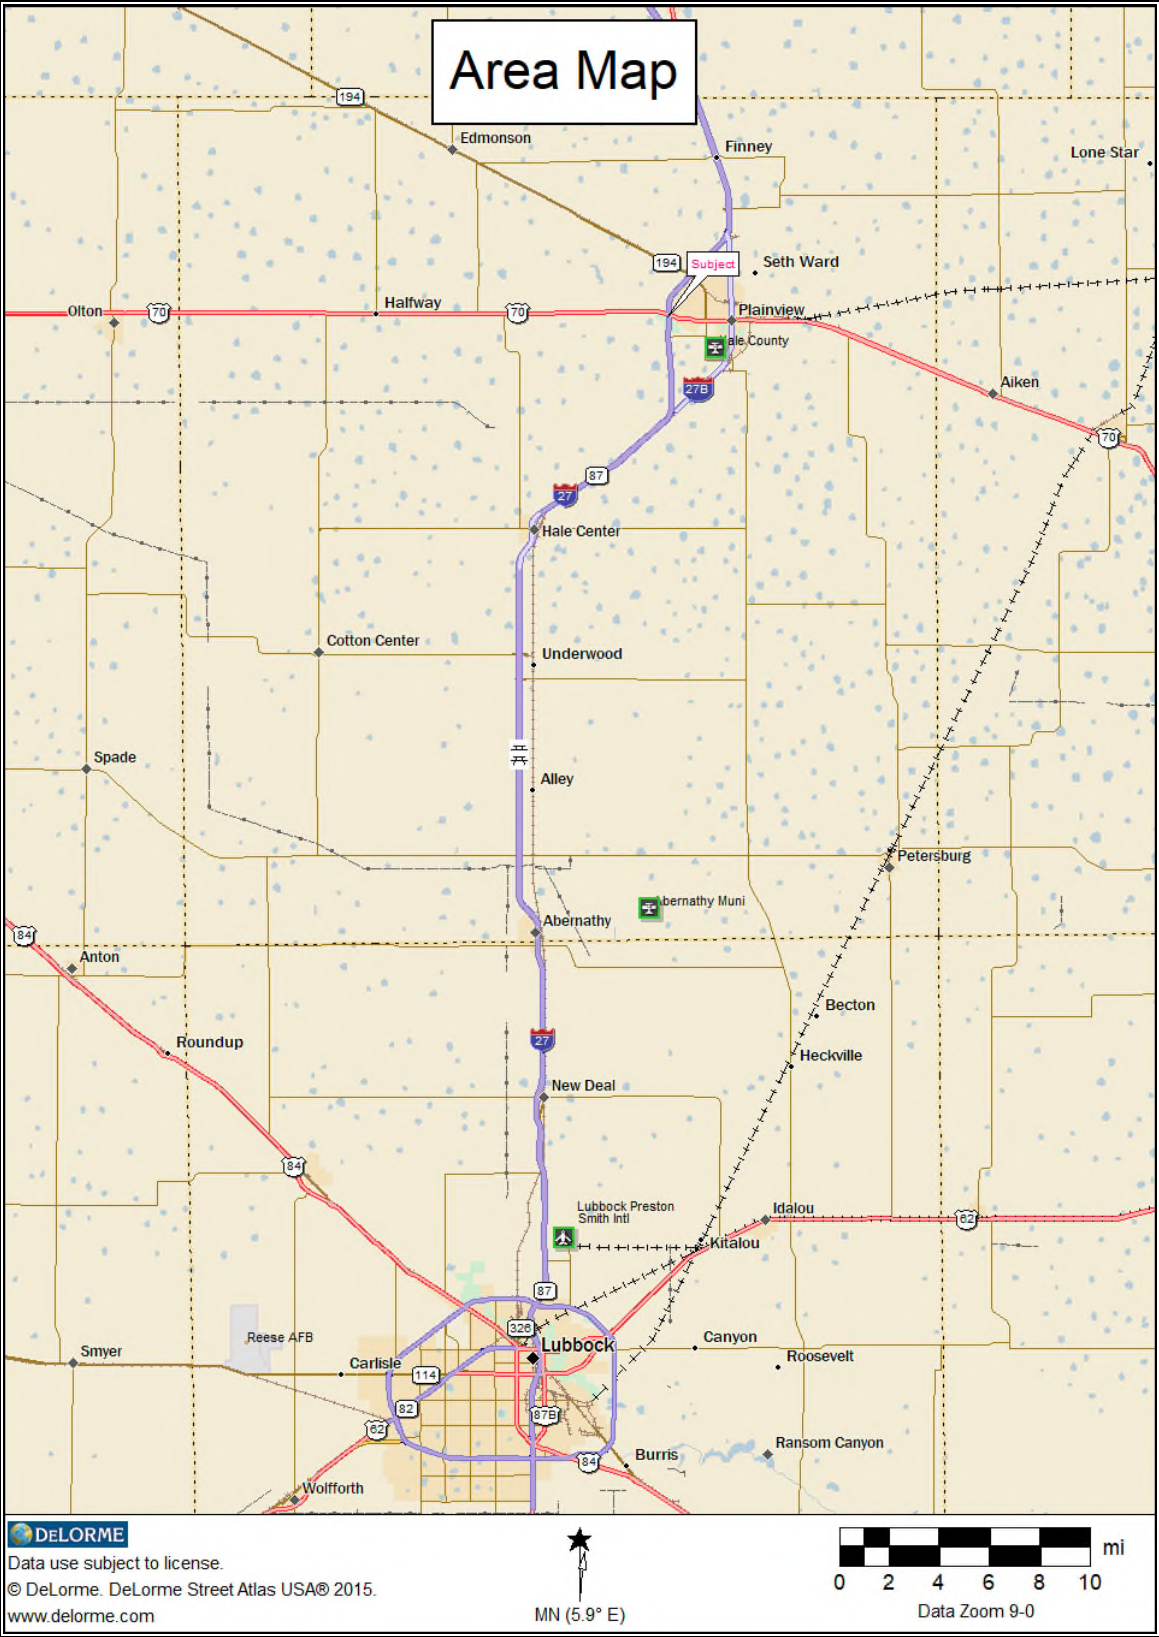 Area Map
194
Edmonson
Finney
Lone Star
194
Subject
Seth Ward
Olton
70
Halfway
70
Plainview
ale County
27B
Aiken
70
87
27
Hale Center
Cotton Center
Underwood
Spade
Alley
Petersburg
bernathy Muni
Abernathy
84
Anton
Becton
Roundup
27
Heckville
New Deal
84
Lubbock Preston
Smith Intl
Idalou
62
Kitalou
87
326
Reese AFB
Lubbock
Canyon
Smyer
Carlisle
Roosevelt
114
82
87B
62
Ransom Canyon
Burris
84
Wolfforth
DELORME
Data use subject to license.
© DeLorme. DeLorme Street Atlas USA® 2015.
www.delorme.com
MN (5.9° E)
mi
0 2 4 6 8 10
Data Zoom 9-0